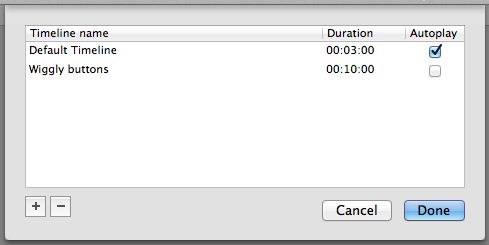 Timeline name Duration Autoplay
Default Timeline 00:03:00
Wiggly buttons 00:10:00
+ −
Cancel Done